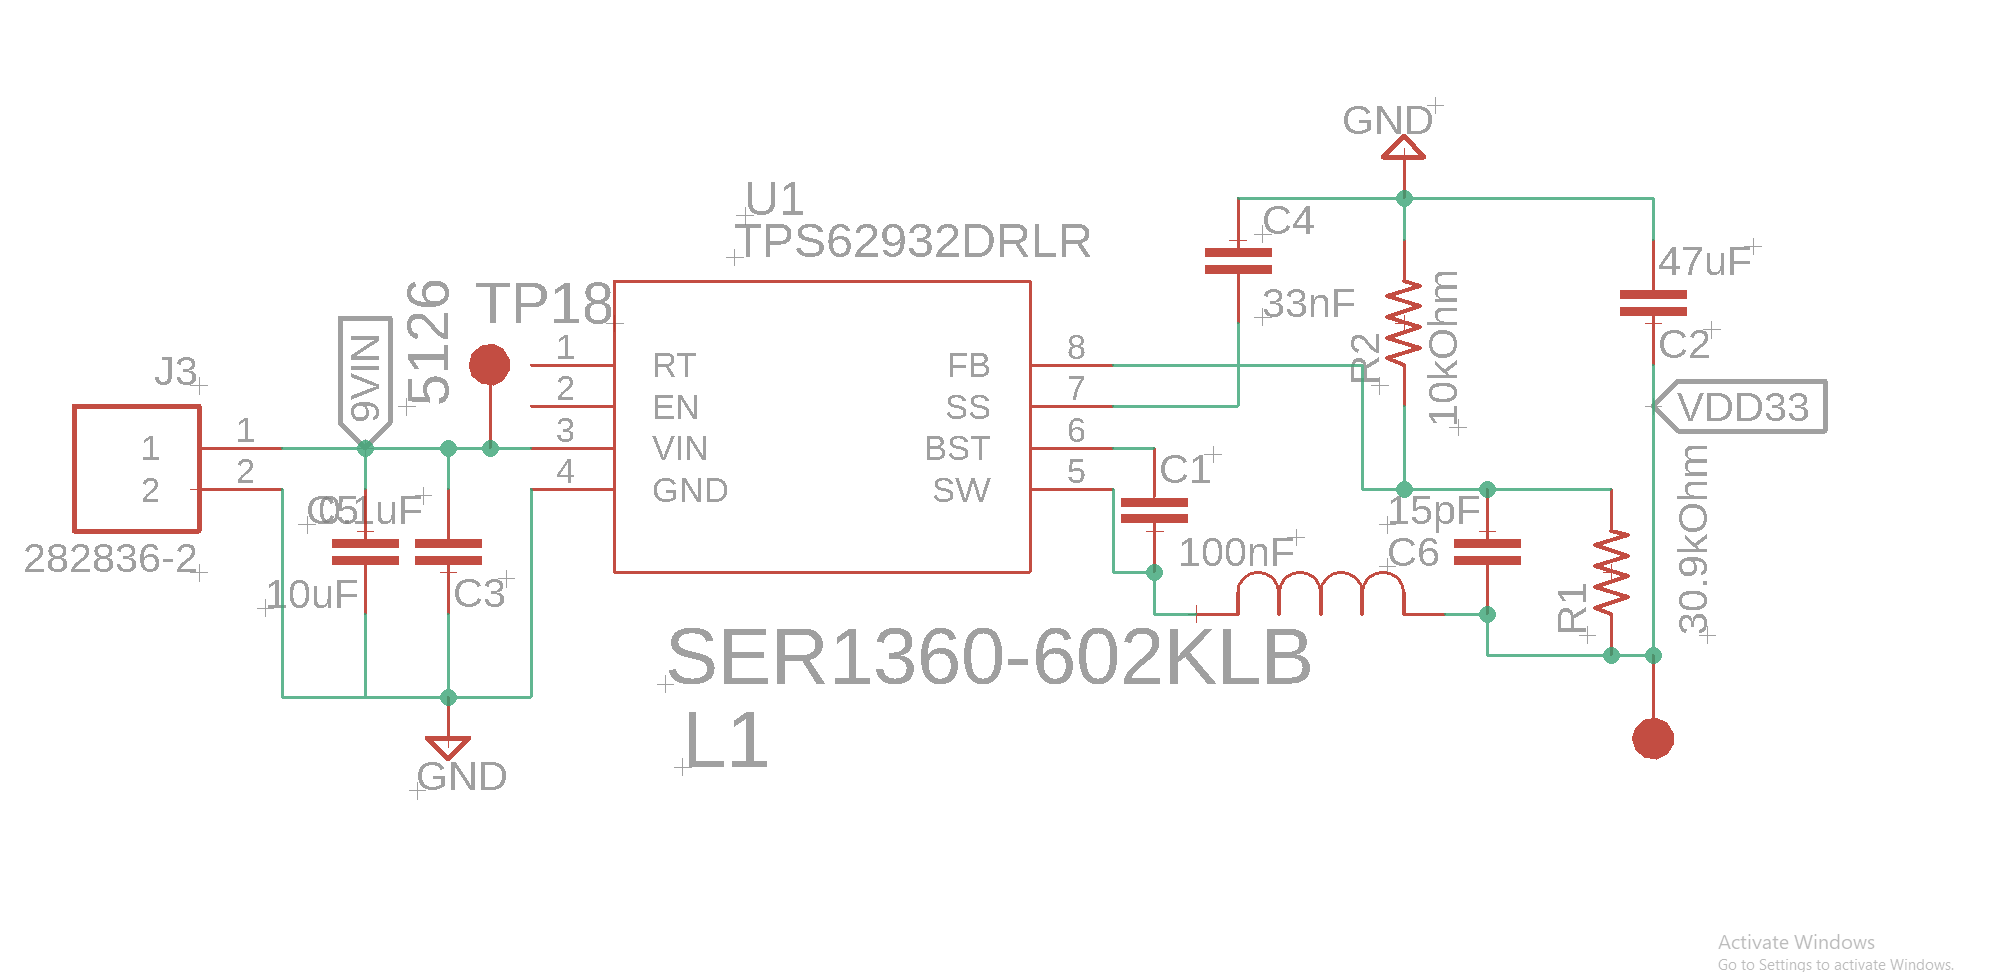 GND
U1
TPS62932DRLR
C4
33nF
47uF
C2
R2
10kOhm
TP18
5126
9VIN
J3
1
2
1
2
282836-2
1
2
3
4
RT
EN
VIN
GND
FB
SS
BST
SW
8
7
6
5
VDD33
C1
100nF
15pF
C6
R1
30.9kOhm
C5
0.1uF
10uF
C3
SER1360-602KLB
L1
GND
Activate Windows
Go to Settings to activate Windows.